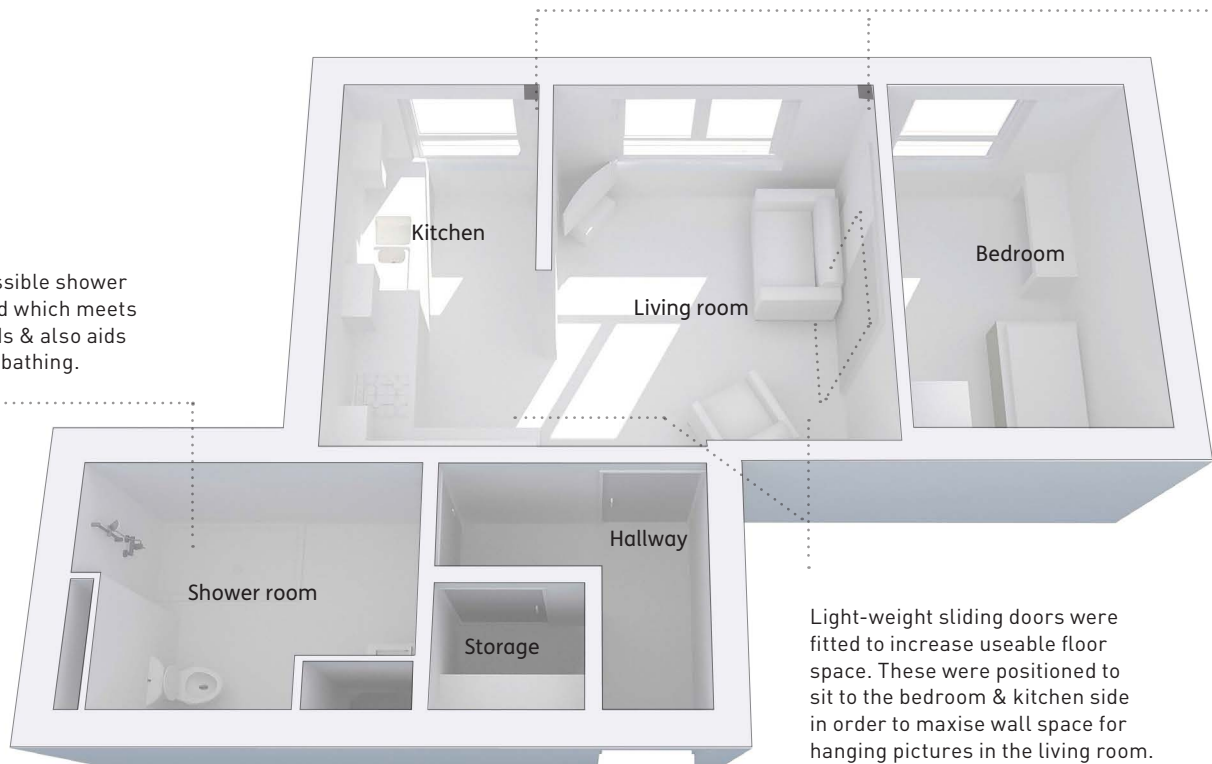 Kitchen
Living room
Bedroom
shower
d which meets
& also aids
bathing.
Shower room
Hallway
Storage
Light-weight sliding doors were
fitted to increase useable floor
space. These were positioned to
sit to the bedroom & kitchen side
in order to maxise wall space for
hanging pictures in the living room.